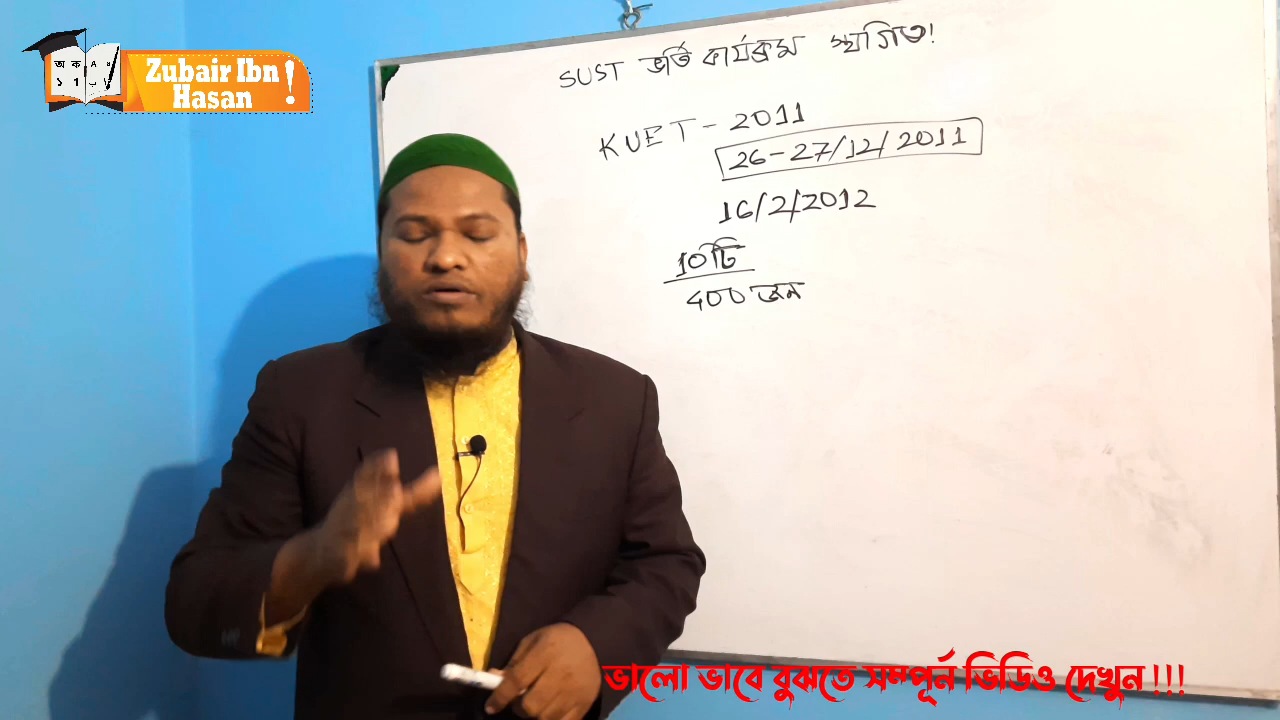 Zubair Ibn
Hasan !
SUST ভর্তি কার্যক্রম স্থগিত!
KUET - 2011
26-27/12/2011
16/2/2012
10টি
400 জন
ভালো ভাবে বুঝতে সম্পূর্ন ভিডিও দেখুন !!!